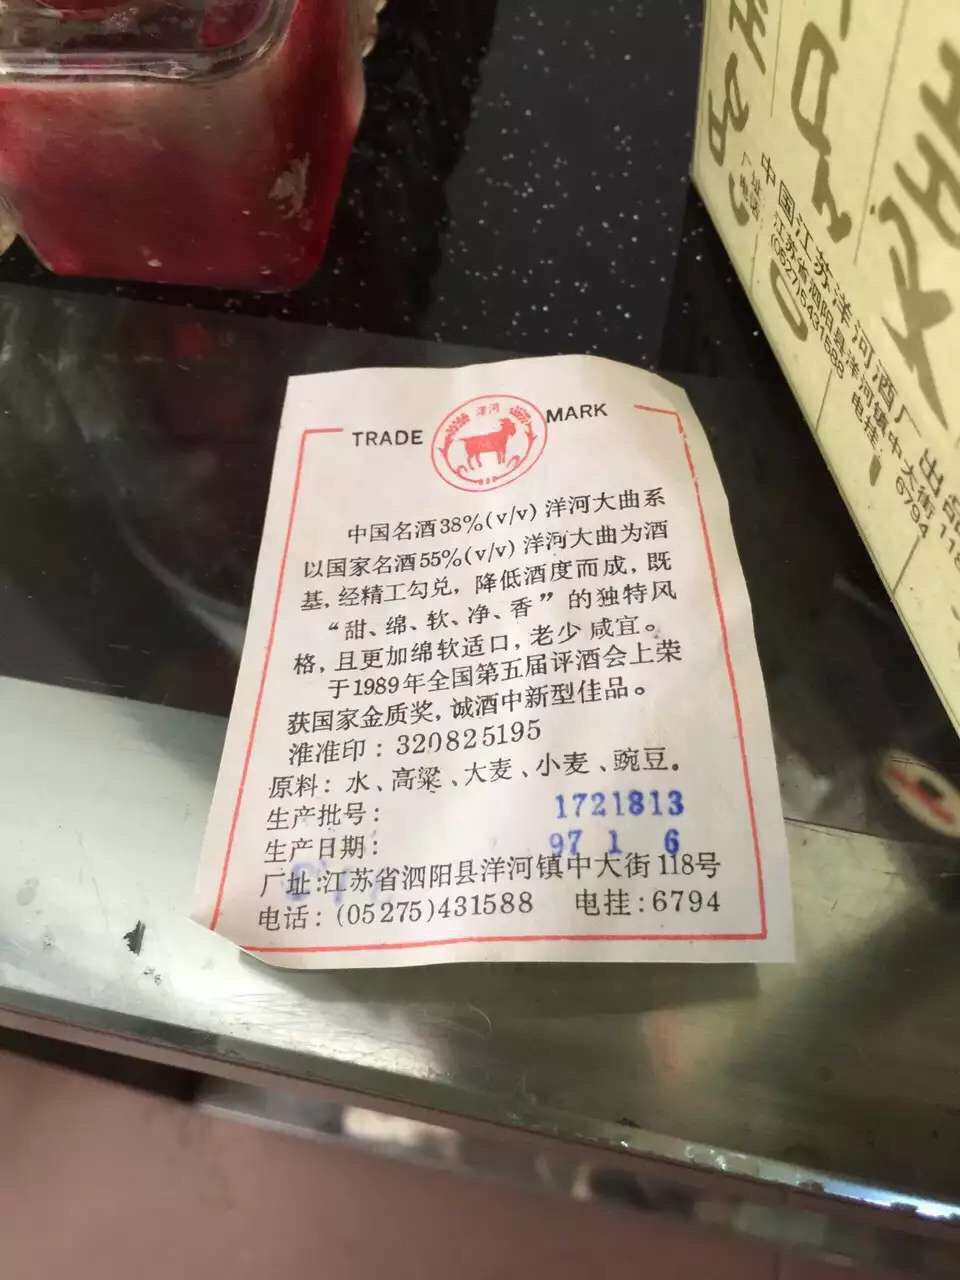 TRADE MARK
洋河
中国名酒38%(v/v)洋河大曲系
以国家名酒55%(v/v)洋河大曲为酒
基,经精工勾兑,降低酒度而成,既
“甜、绵、软、净、香”的独特风
格,且更加绵软适口,老少咸宜。
于1989年全国第五届评酒会上荣
获国家金质奖,诚酒中新型佳品。
淮准印:320825195
原料:水、高粱、大麦、小麦、豌豆。
生产批号: 1721813
生产日期: 97 1 6
厂址:江苏省泗阳县洋河镇中大街118号
电话:(05275)431588 电挂:6794
中国江苏洋河酒厂出品
江苏省泗阳县洋河镇中大街118
(0527)5431588 电挂:6794